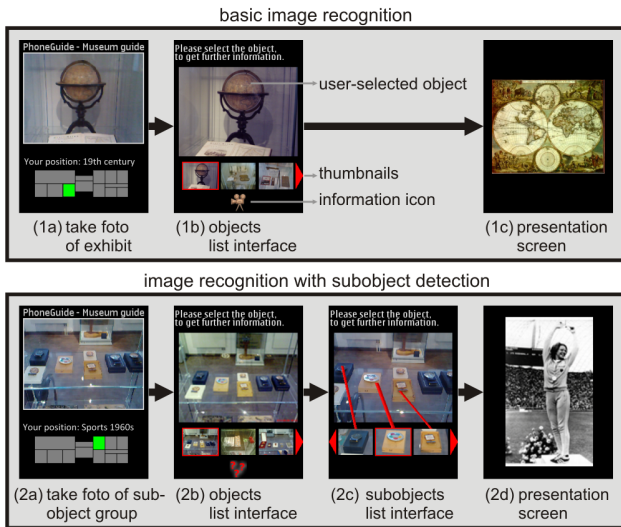 basic image recognition
PhoneGuide - Museum guide
Your position: 19th century
Please select the object,
to get further information.
user-selected object
thumbnails
information icon
(1a) take foto
of exhibit
(1b) objects
list interface
(1c) presentation
screen
image recognition with subobject detection
PhoneGuide - Museum guide
Your position: Sports 1960s
Please select the object,
to get further information.
Please select the object,
to get further information.
(2a) take foto of sub-
object group
(2b) objects
list interface
(2c) subobjects
list interface
(2d) presentation
screen